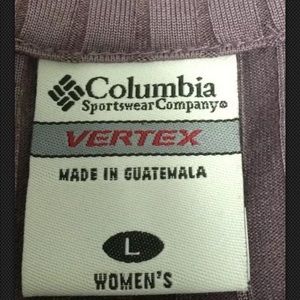 Columbia
Sportswear Company®
VERTEX
MADE IN GUATEMALA
L
WOMEN'S